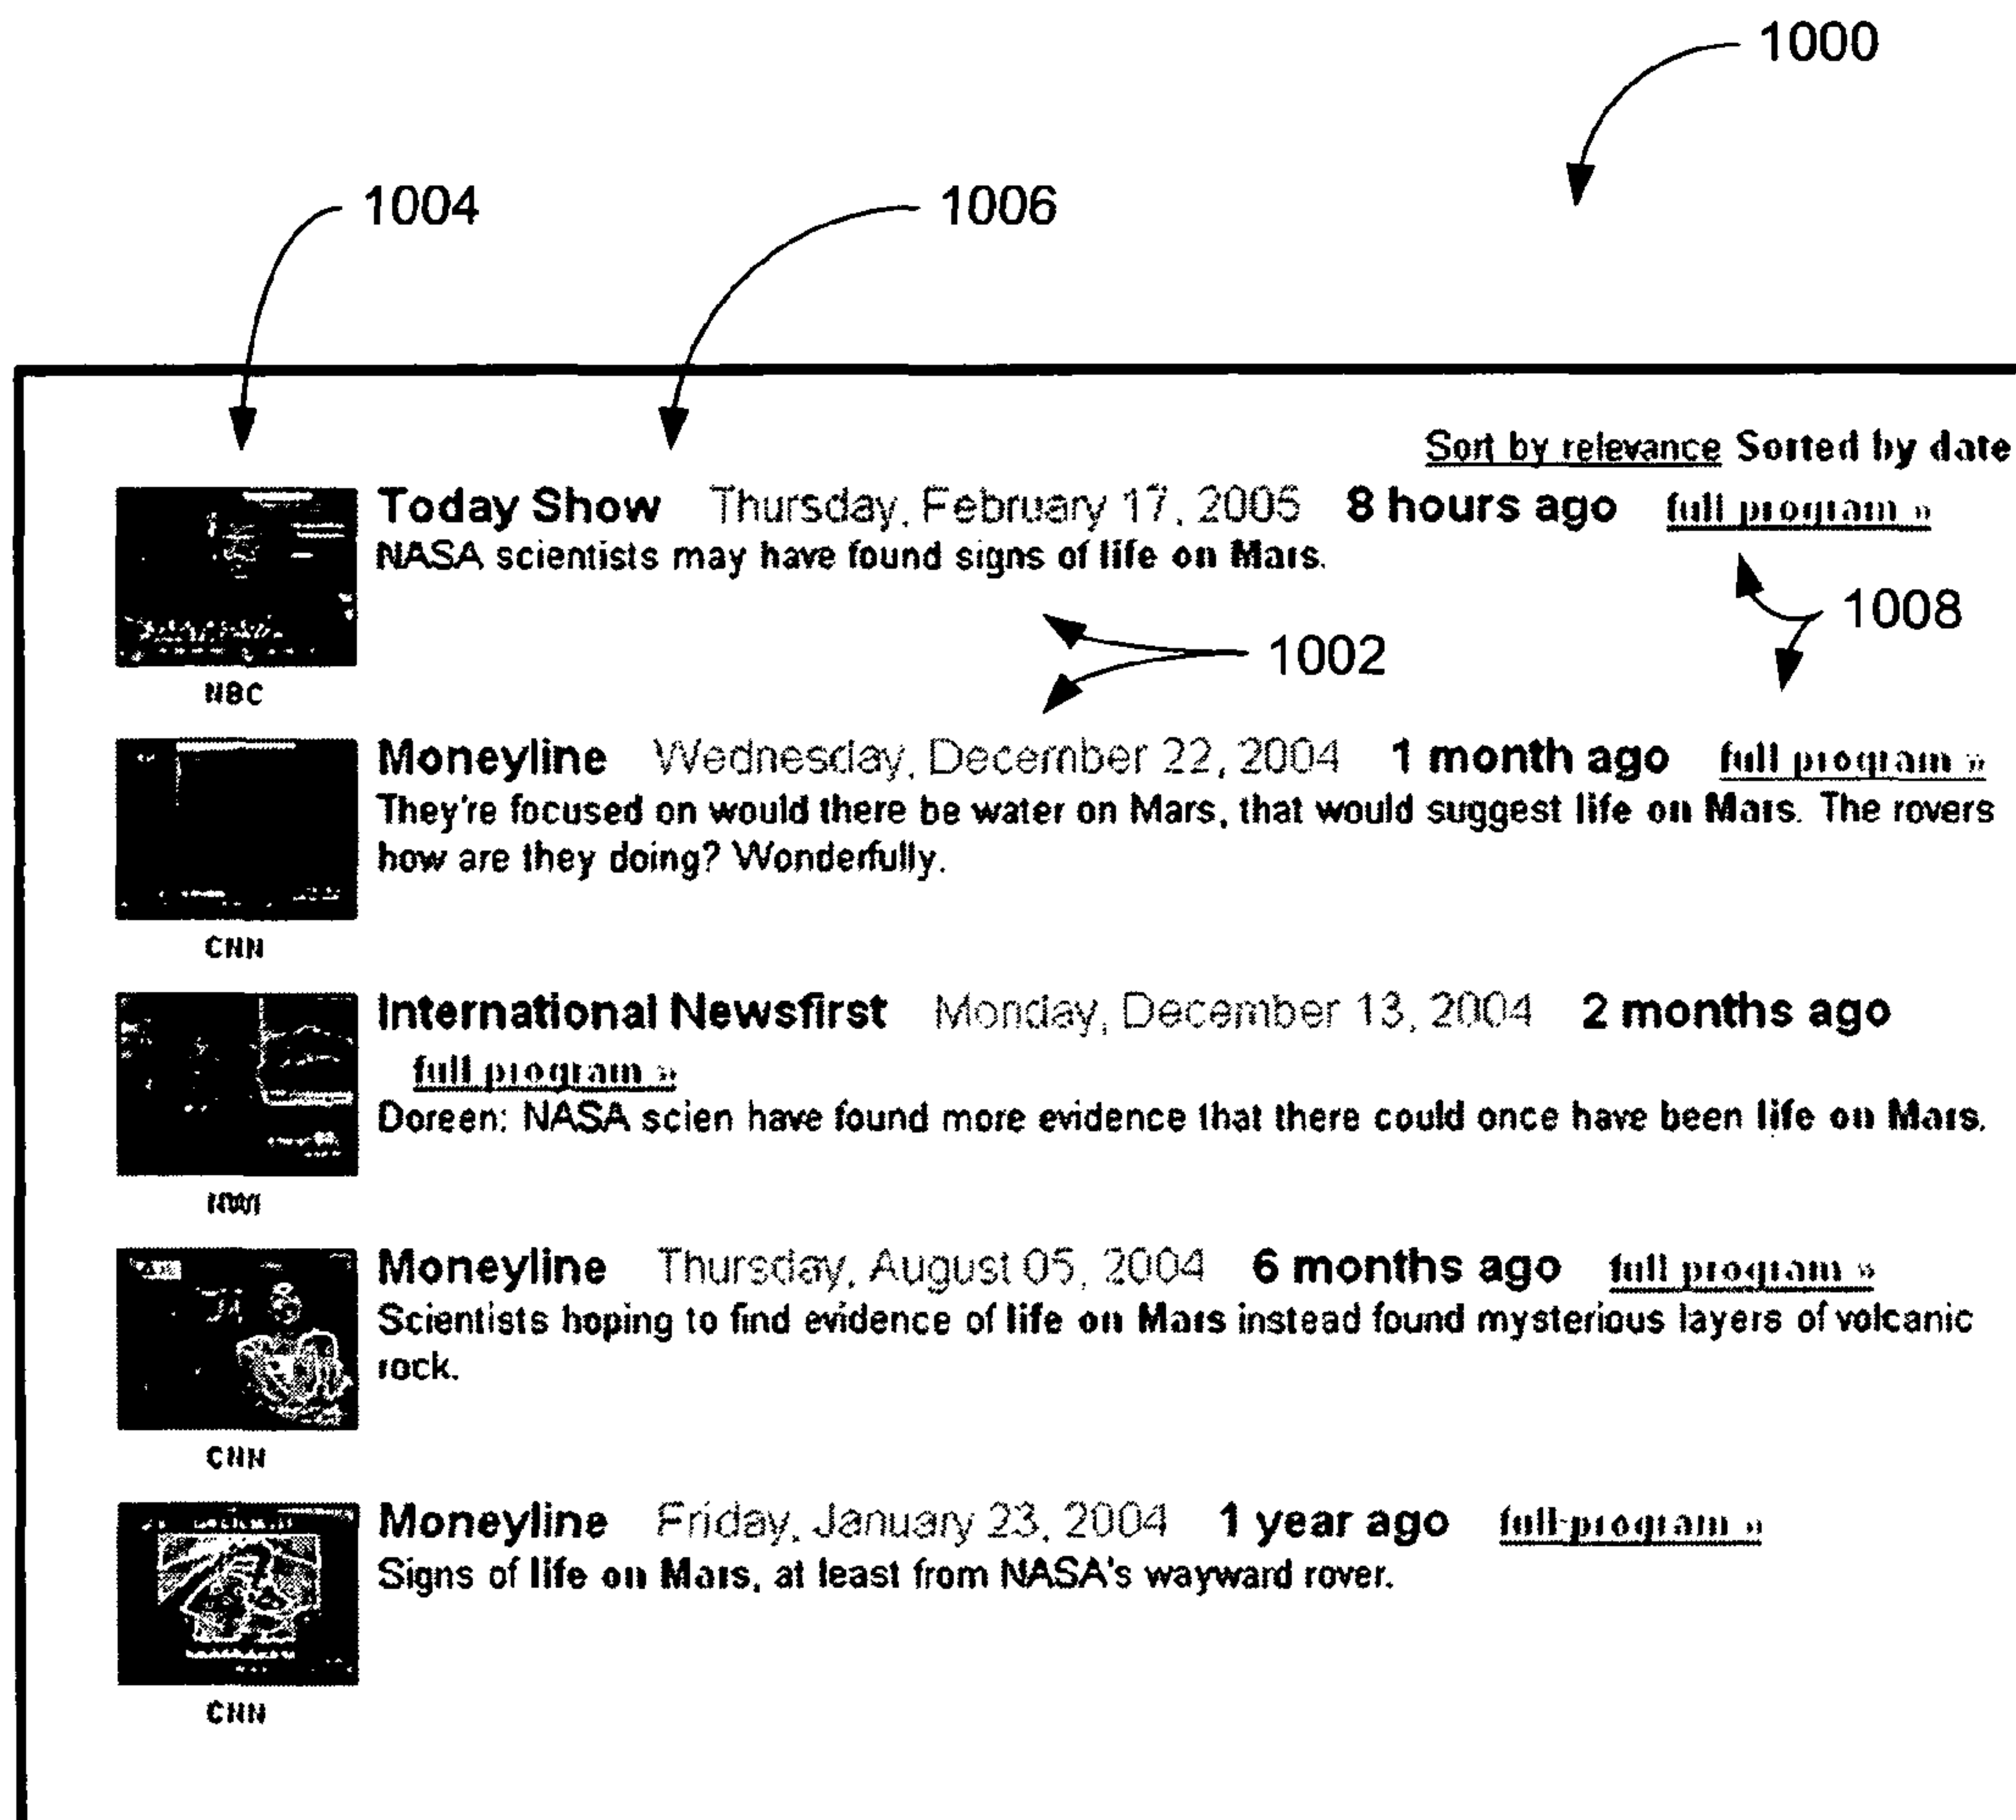 1000
1004
1006
Sort by relevance Sorted by date
Today Show Thursday, February 17, 2005 8 hours ago full program »
NASA scientists may have found signs of life on Mars.
1008
1002
NBC
Moneyline Wednesday, December 22, 2004 1 month ago full program »
They're focused on would there be water on Mars, that would suggest life on Mars. The rovers
how are they doing? Wonderfully.
CNN
International Newsfirst Monday, December 13, 2004 2 months ago
full program »
Doreen: NASA scien have found more evidence that there could once have been life on Mars.
NWI
Moneyline Thursday, August 05, 2004 6 months ago full program »
Scientists hoping to find evidence of life on Mars instead found mysterious layers of volcanic
rock.
CNN
Moneyline Friday, January 23, 2004 1 year ago full program »
Signs of life on Mars, at least from NASA's wayward rover.
CNN